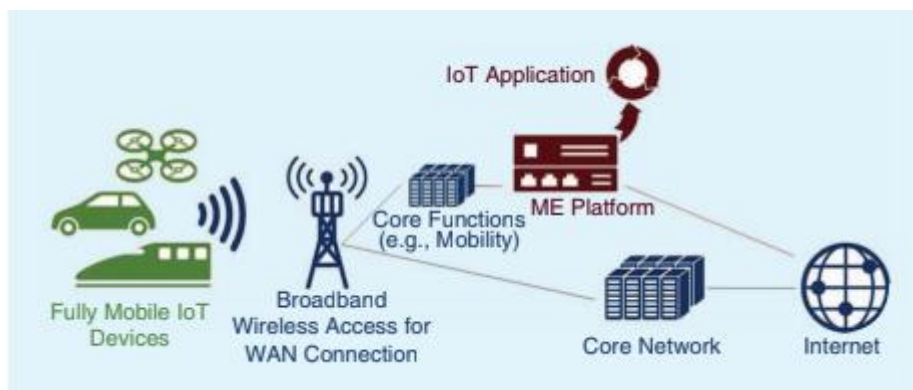 IoT Application
ME Platform
Core Functions
(e.g., Mobility)
Fully Mobile IoT
Devices
Broadband
Wireless Access for
WAN Connection
Core Network
Internet